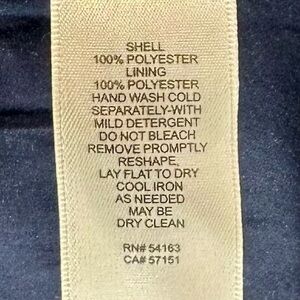 SHELL
100% POLYESTER
LINING
100% POLYESTER
HAND WASH COLD
SEPARATELY-WITH
MILD DETERGENT
DO NOT BLEACH
REMOVE PROMPTLY
RESHAPE,
LAY FLAT TO DRY
COOL IRON
AS NEEDED
MAY BE
DRY CLEAN
RN# 54163
CA# 57151